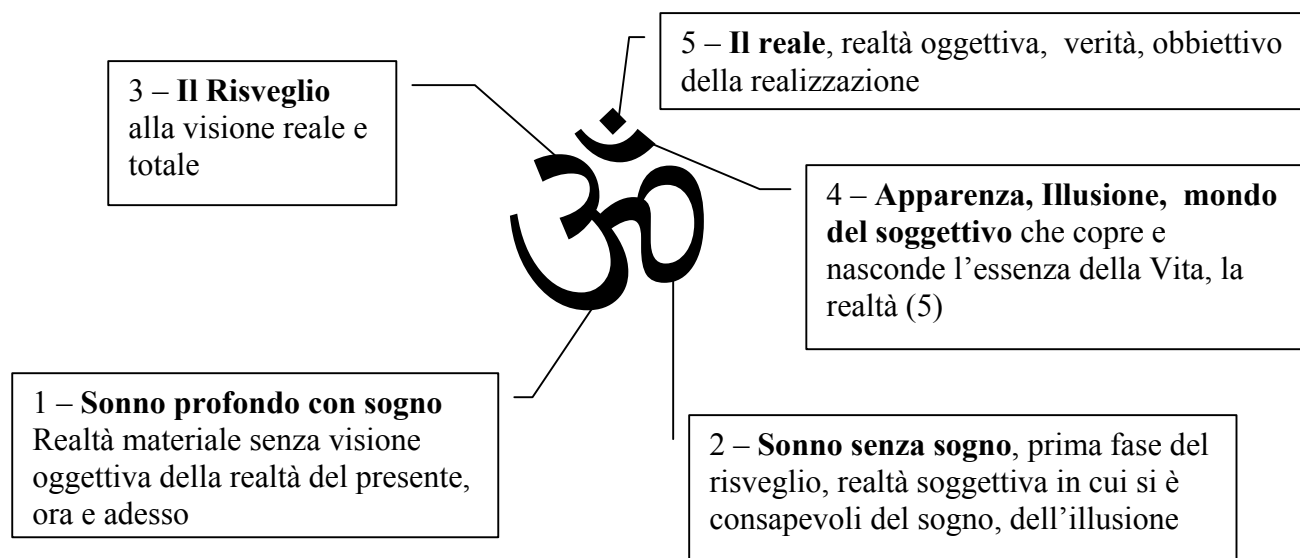 5 – Il reale, realtà oggettiva, verità, obbiettivo
della realizzazione
3 – Il Risveglio
alla visione reale e
totale
ॐ
4 – Apparenza, Illusione, mondo
del soggettivo che copre e
nasconde l’essenza della Vita, la
realtà (5)
1 – Sonno profondo con sogno
Realtà materiale senza visione
oggettiva della realtà del presente,
ora e adesso
2 – Sonno senza sogno, prima fase del
risveglio, realtà soggettiva in cui si è
consapevoli del sogno, dell’illusione